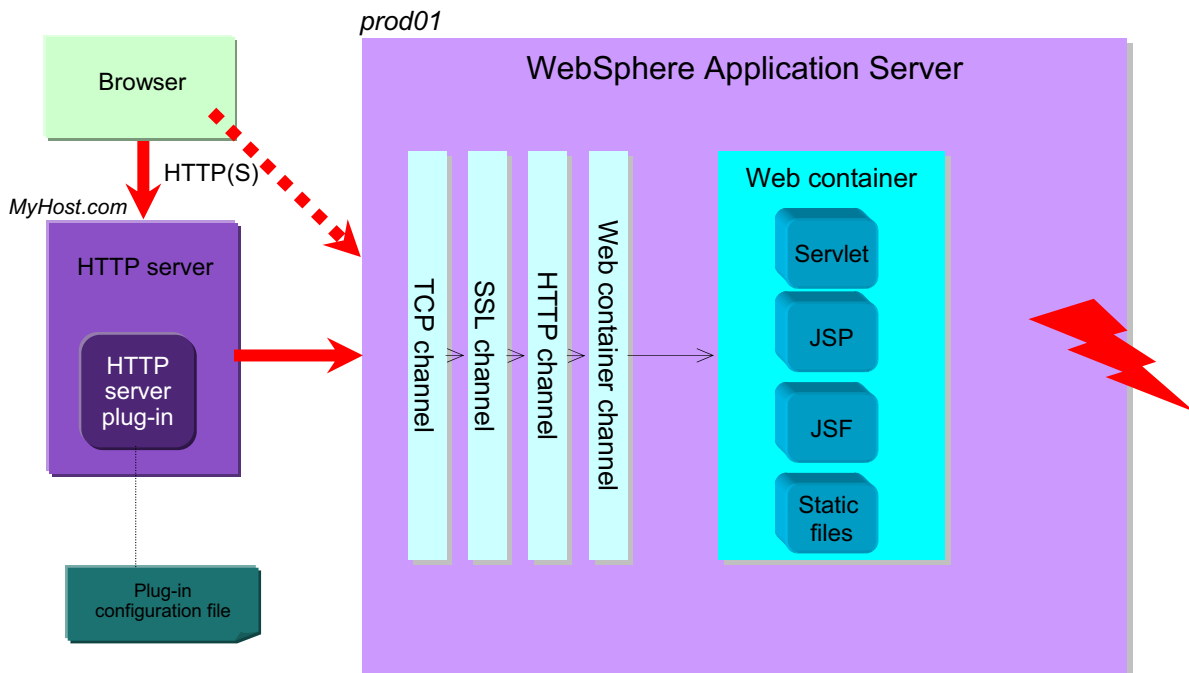 prod01
WebSphere Application Server
Browser
HTTP(S)
MyHost.com
HTTP server
HTTP
server
plug-in
Plug-in
configuration file
TCP channel
SSL channel
HTTP channel
Web container channel
Web container
Servlet
JSP
JSF
Static
files